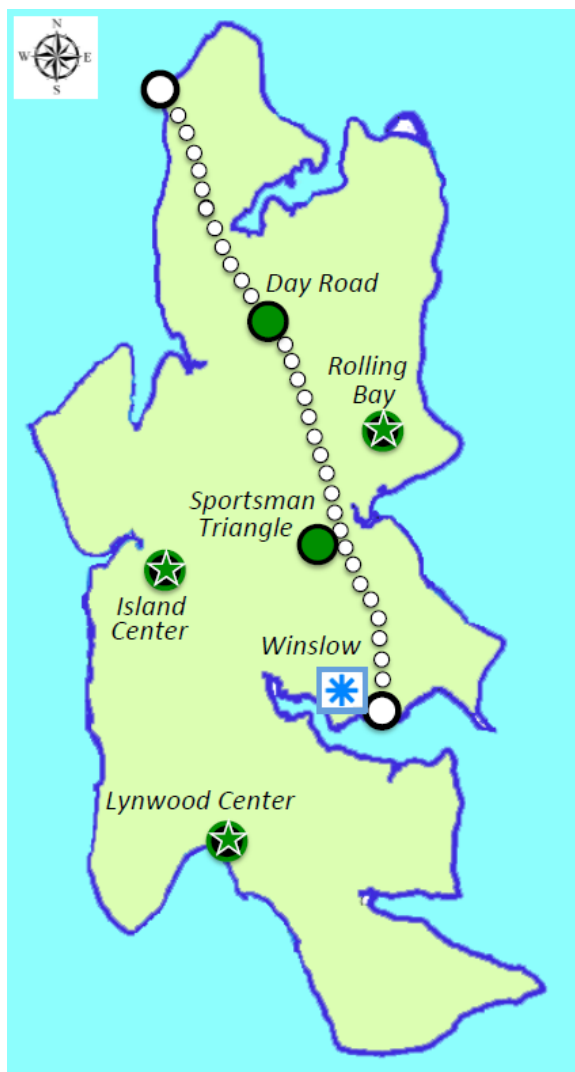 N
W E
S
Day Road
Rolling
Bay
Sportsman
Triangle
Island
Center
Winslow
Lynwood Center